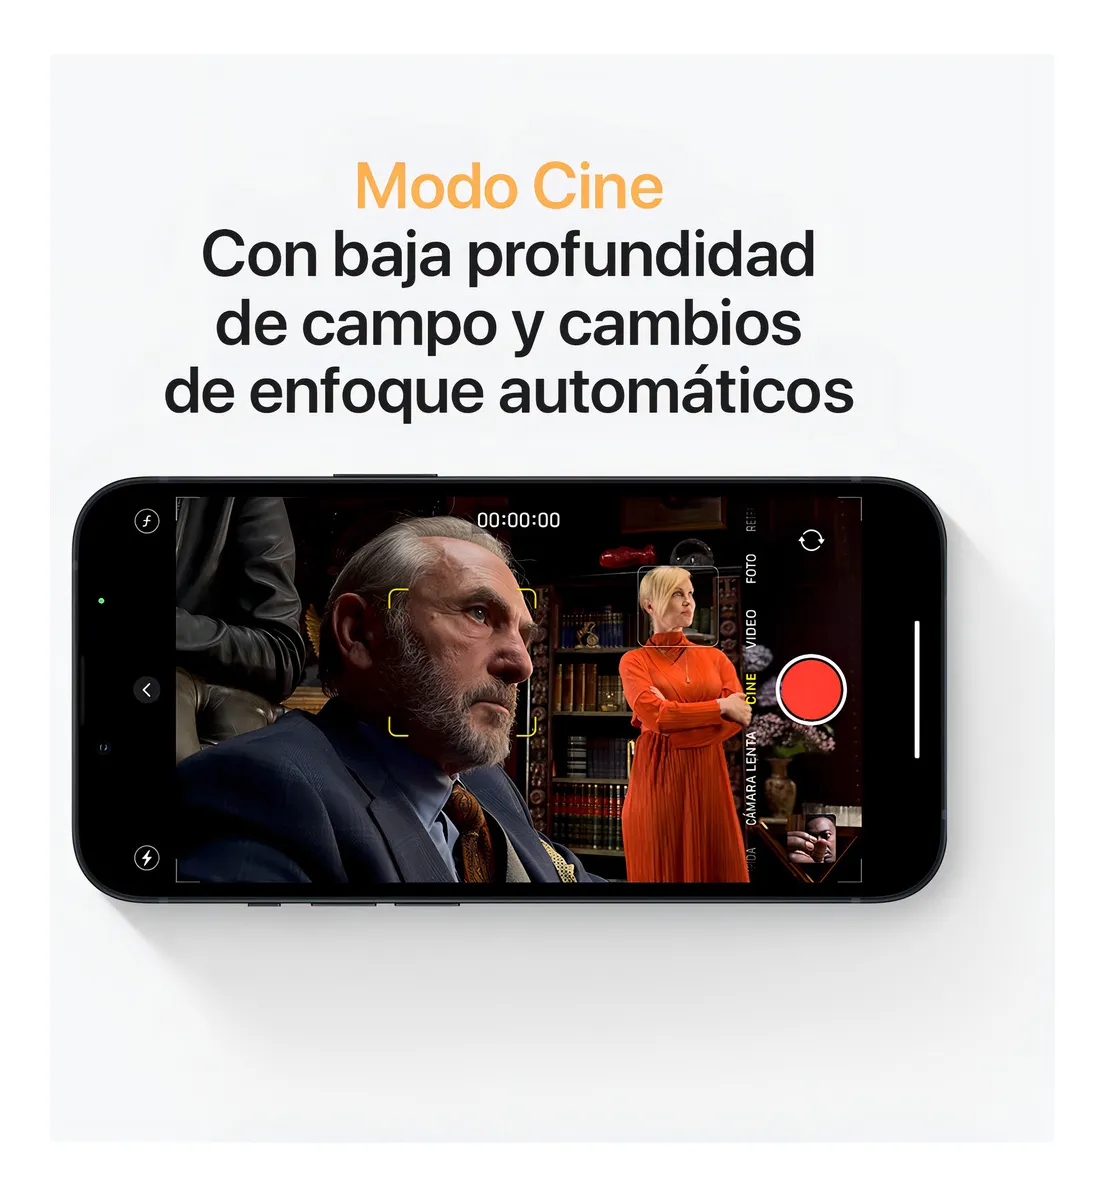 Modo Cine
Con baja profundidad
de campo y cambios
de enfoque automáticos
00:00:00
FOTO
VIDEO
CINE
CÁMARA LENTA